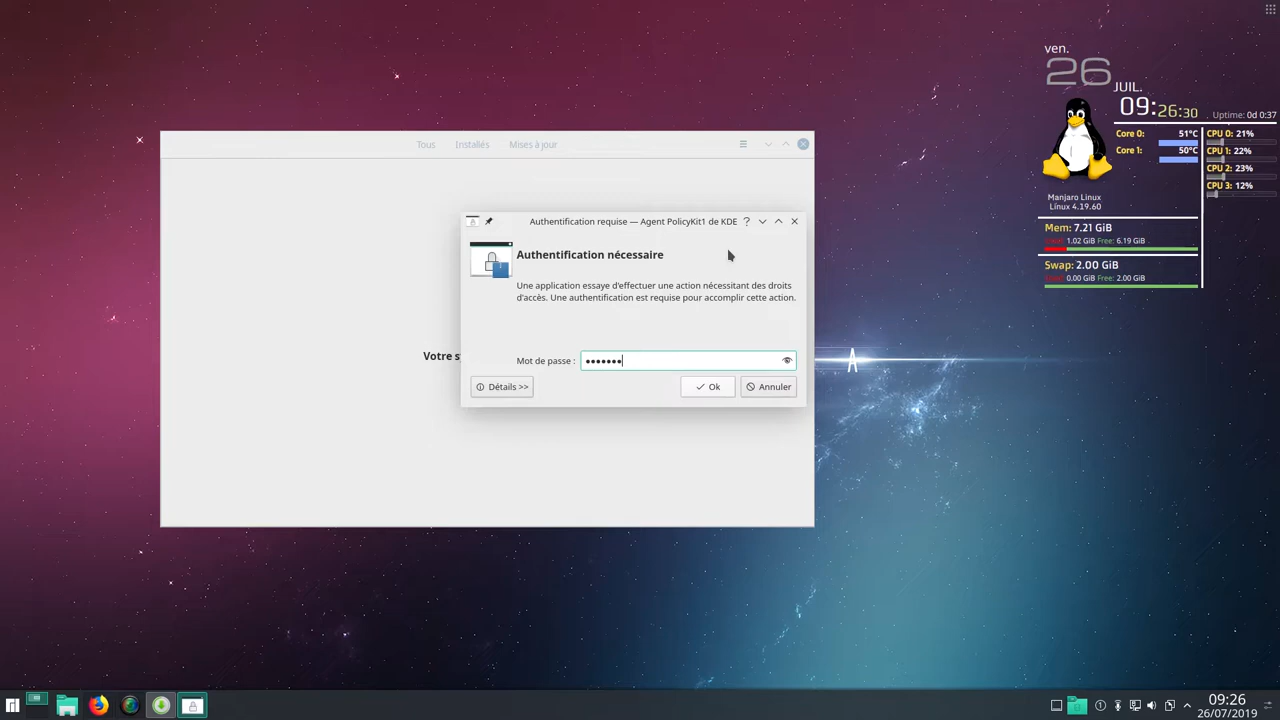 ven.
26
JUIL.
09:26:30
Uptime: 0d 0:37
Core 0: 51°C
Core 1: 50°C
CPU 0: 21%
CPU 1: 22%
CPU 2: 23%
CPU 3: 12%
Manjaro Linux
Linux 4.19.60
Mem: 7.21 GiB
1.02 GiB Free: 6.19 GiB
Swap: 2.00 GiB
0.00 GiB Free: 2.00 GiB
Tous Installés Mises à jour
Votre s
Authentification requise — Agent PolicyKit1 de KDE
Authentification nécessaire
Une application essaye d'effectuer une action nécessitant des droits
d'accès. Une authentification est requise pour accomplir cette action.
Mot de passe : •••••••
Détails >>
Ok
Annuler
09:26
26/07/2019